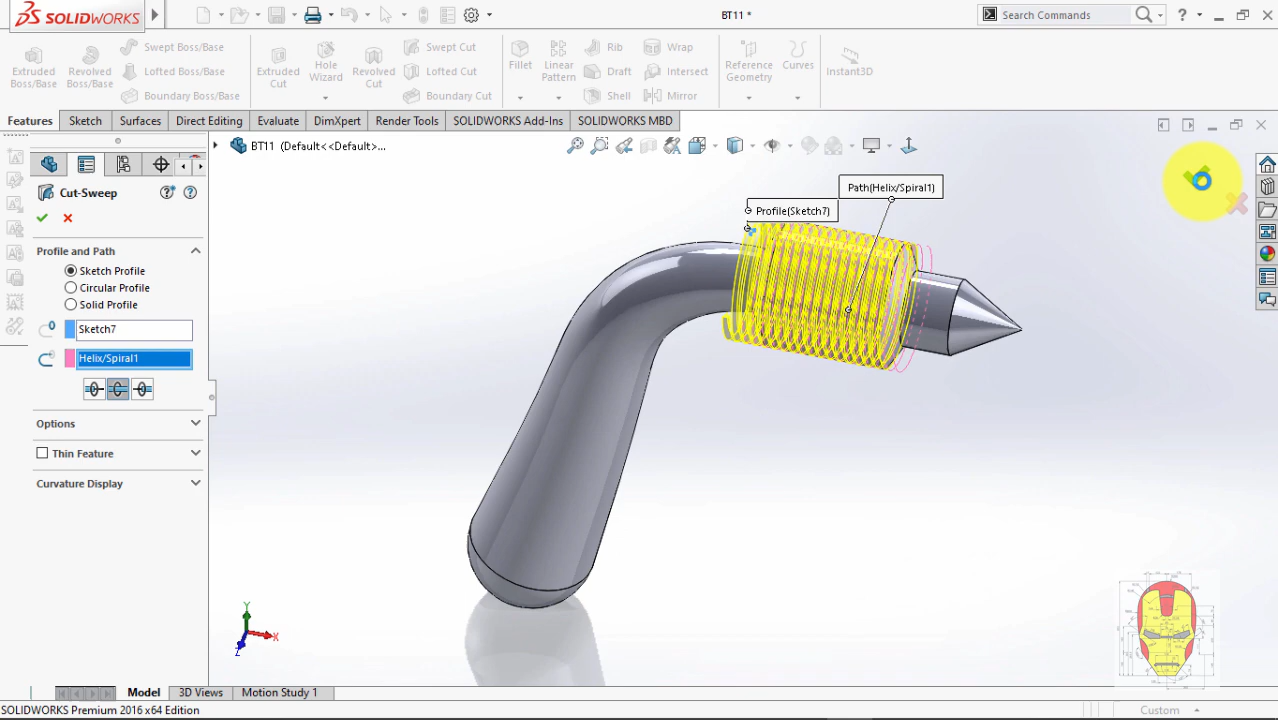 SOLIDWORKS
BT11 *
Search Commands
Extruded Boss/Base
Revolved Boss/Base
Swept Boss/Base
Lofted Boss/Base
Boundary Boss/Base
Extruded Cut
Hole Wizard
Revolved Cut
Swept Cut
Lofted Cut
Boundary Cut
Fillet
Linear Pattern
Rib
Draft
Shell
Wrap
Intersect
Mirror
Reference Geometry
Curves
Instant3D
Features
Sketch
Surfaces
Direct Editing
Evaluate
DimXpert
Render Tools
SOLIDWORKS Add-Ins
SOLIDWORKS MBD
BT11 (Default<<Default>...
Cut-Sweep
Profile and Path
Sketch Profile
Circular Profile
Solid Profile
Sketch7
Helix/Spiral1
Options
Thin Feature
Curvature Display
Path(Helix/Spiral1)
Profile(Sketch7)
Y
X
Z
Model
3D Views
Motion Study 1
SOLIDWORKS Premium 2016 x64 Edition
Custom